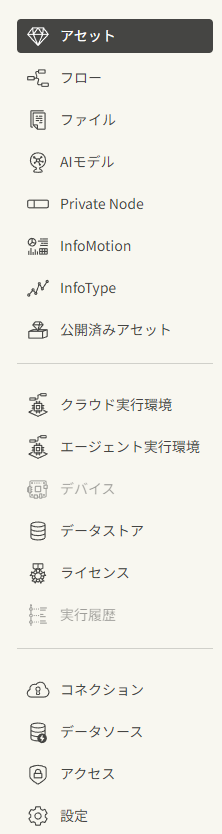 アセット
フロー
ファイル
AIモデル
Private Node
InfoMotion
InfoType
公開済みアセット
クラウド実行環境
エージェント実行環境
デバイス
データストア
ライセンス
実行履歴
コネクション
データソース
アクセス
設定